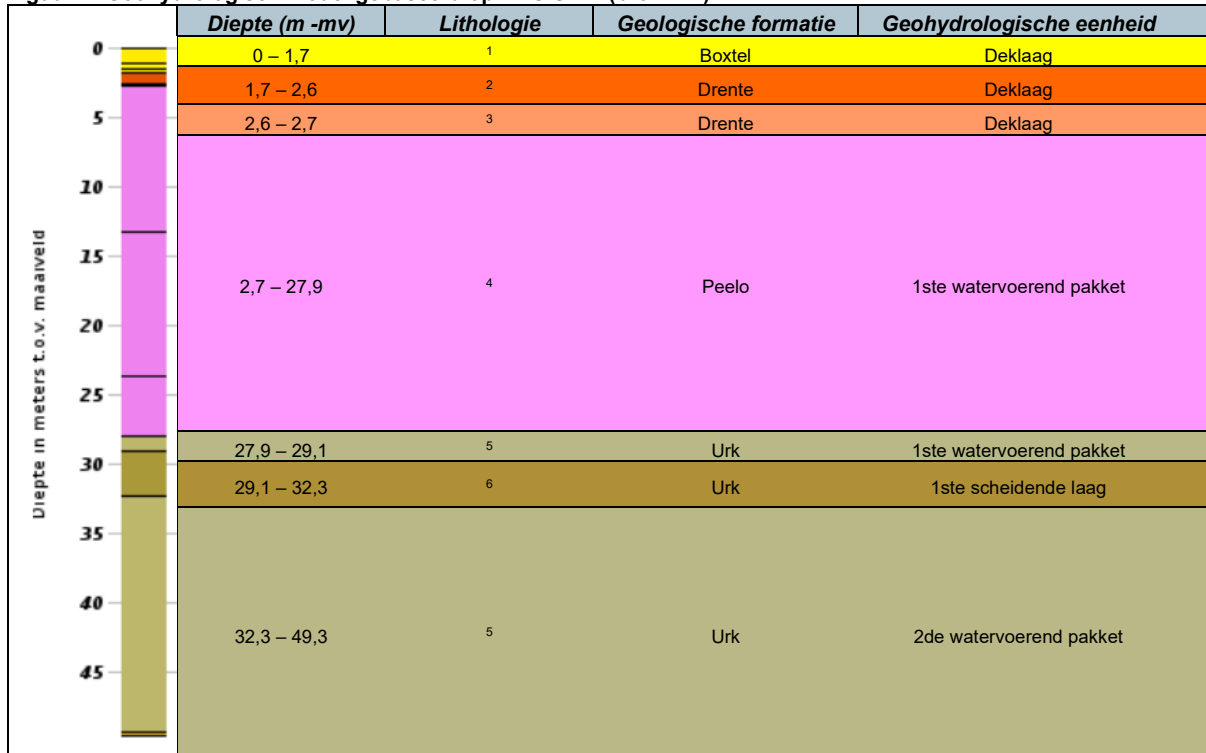 Diepte (m -mv) Lithologie Geologische formatie Geohydrologische eenheid
0 – 1,7 1 Boxtel Deklaag
1,7 – 2,6 2 Drente Deklaag
2,6 – 2,7 3 Drente Deklaag
2,7 – 27,9 4 Peelo 1ste watervoerend pakket
27,9 – 29,1 5 Urk 1ste watervoerend pakket
29,1 – 32,3 6 Urk 1ste scheidende laag
32,3 – 49,3 5 Urk 2de watervoerend pakket
Diepte in meters t.o.v. maaiveld
0
5
10
15
20
25
30
35
40
45